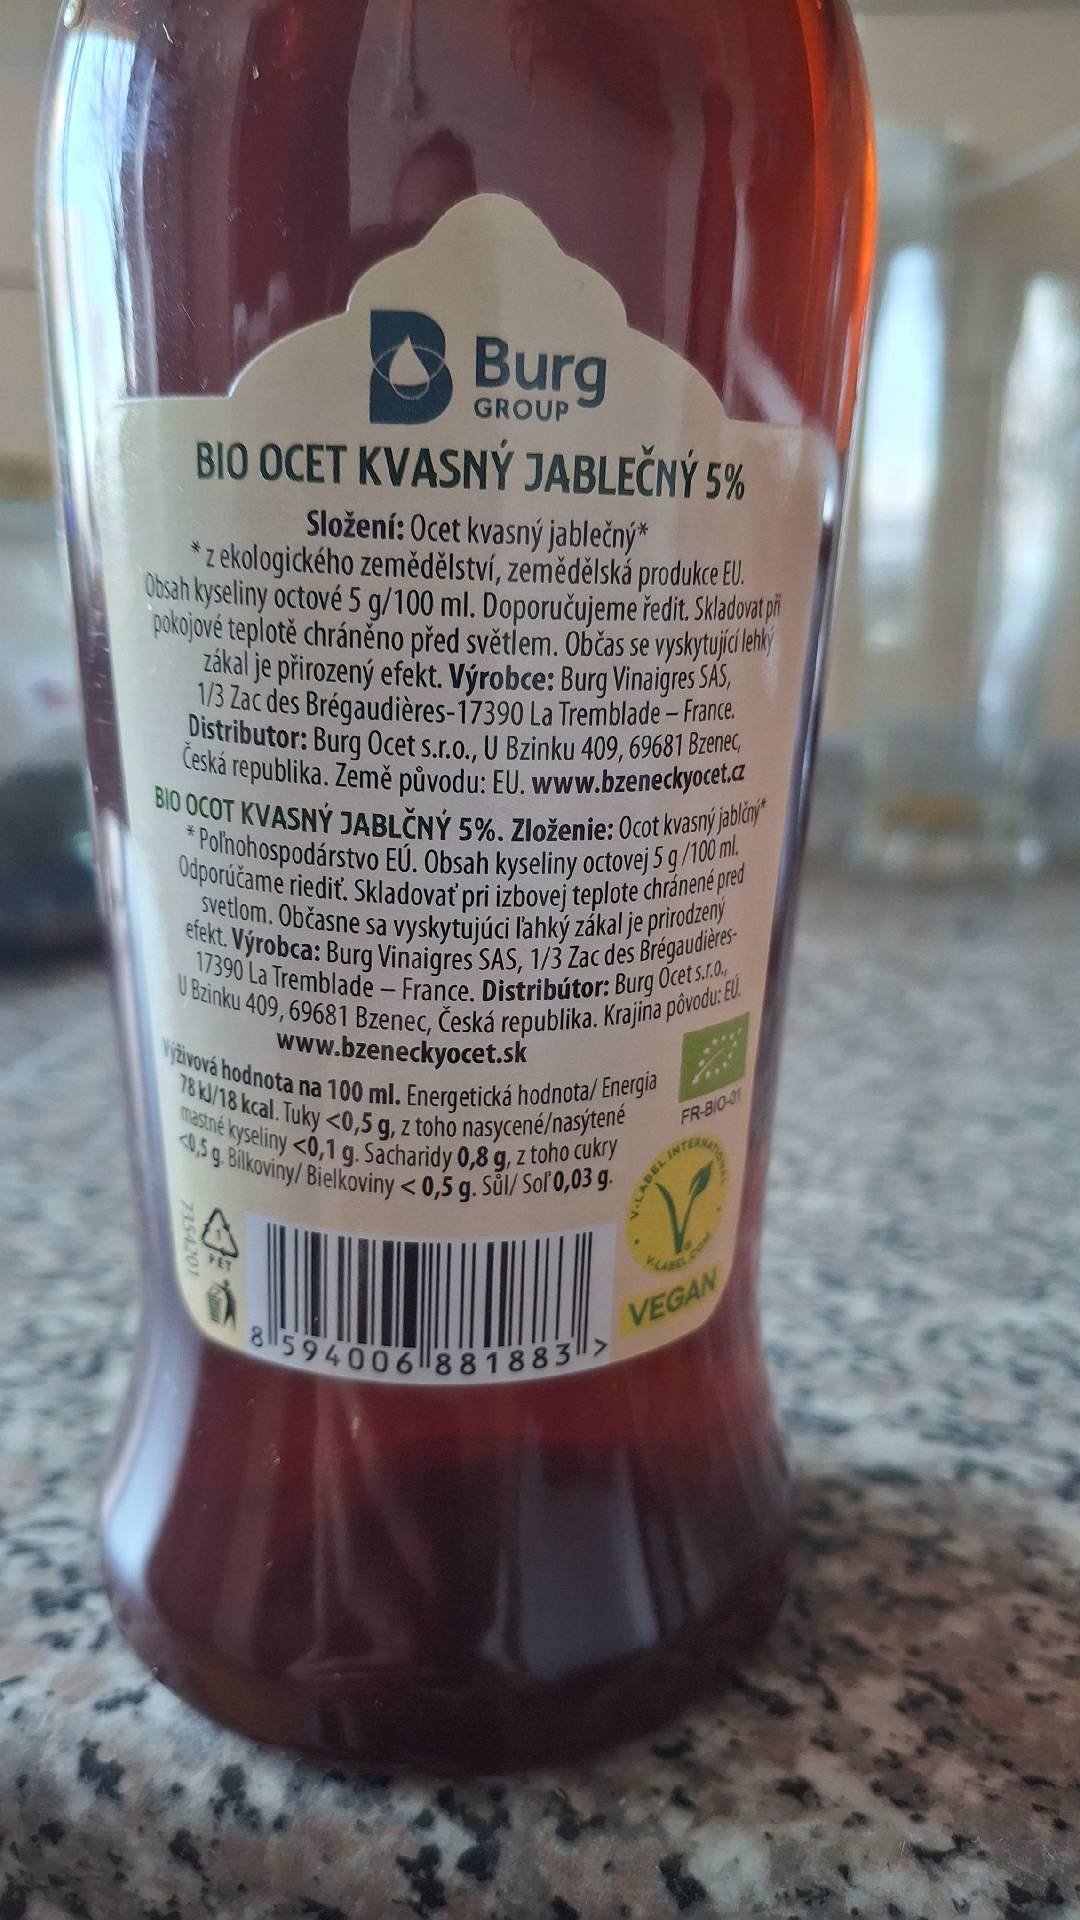 Burg
GROUP
BIO OCET KVASNÝ JABLEČNÝ 5%
Složení: Ocet kvasný jablečný*
* z ekologického zemědělství, zemědělská produkce EU.
Obsah kyseliny octové 5 g/100 ml. Doporučujeme ředit. Skladovat při
pokojové teplotě chráněno před světlem. Občas se vyskytující lehký
zákal je přirozený efekt. Výrobce: Burg Vinaigres SAS,
1/3 Zac des Brégaudières-17390 La Tremblade – France.
Distributor: Burg Ocet s.r.o., U Bzinku 409, 69681 Bzenec,
Česká republika. Země původu: EU. www.bzeneckyocet.cz
BIO OCOT KVASNÝ JABLČNÝ 5%. Zloženie: Ocot kvasný jablčný*
* Poľnohospodárstvo EÚ. Obsah kyseliny octovej 5 g /100 ml.
Odporúčame riediť. Skladovať pri izbovej teplote chránené pred
svetlom. Občasne sa vyskytujúci ľahký zákal je prirodzený
efekt. Výrobca: Burg Vinaigres SAS, 1/3 Zac des Brégaudières-
17390 La Tremblade – France. Distribútor: Burg Ocet s.r.o.,
U Bzinku 409, 69681 Bzenec, Česká republika. Krajina pôvodu: EÚ.
www.bzeneckyocet.sk
Výživová hodnota na 100 ml. Energetická hodnota/ Energia
78 kJ/18 kcal. Tuky <0,5 g, z toho nasycené/nasýtené
mastné kyseliny <0,1 g. Sacharidy 0,8 g, z toho cukry
<0,5 g. Bílkoviny/ Bielkoviny < 0,5 g. Sůl/ Soľ 0,03 g.
FR-BIO-01
V-LABEL INTERNATIONAL
V-LABEL.COM
VEGAN
7354201
1
PET
8 594006 881883 >